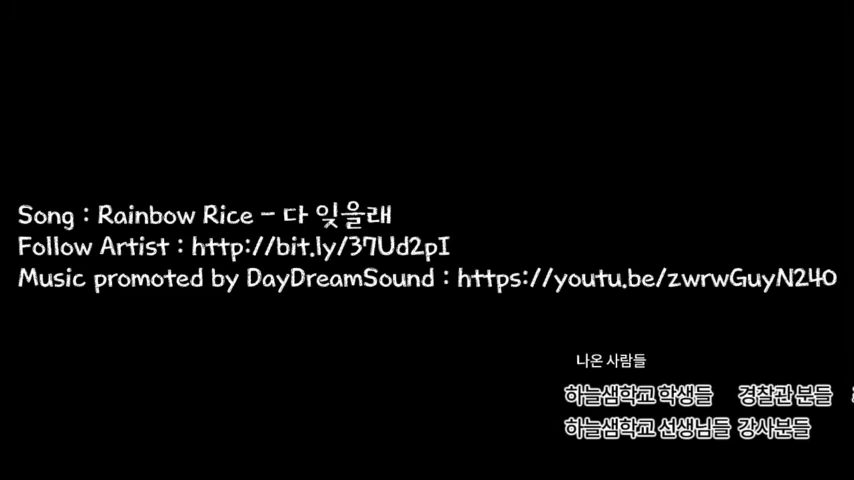 Song : Rainbow Rice - 다 잊을래
Follow Artist : http://bit.ly/37Ud2pI
Music promoted by DayDreamSound : https://youtu.be/zwrwGuyN240
나온 사람들
하늘샘학교 학생들 경찰관 분들
하늘샘학교 선생님들 강사분들